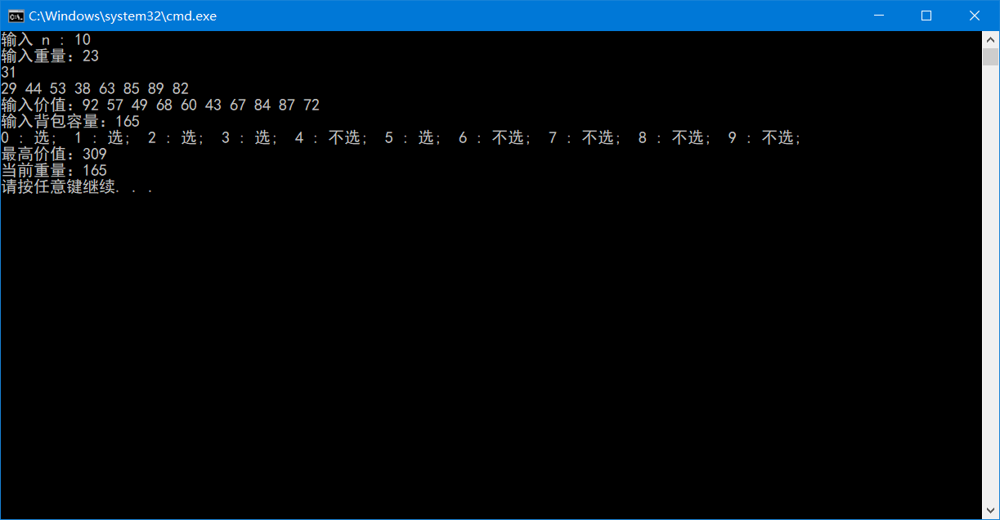 C:\Windows\system32\cmd.exe
输入 n : 10
输入重量: 23
31
29 44 53 38 63 85 89 82
输入价值: 92 57 49 68 60 43 67 84 87 72
输入背包容量: 165
0 : 选; 1 : 选; 2 : 选; 3 : 选; 4 : 不选; 5 : 选; 6 : 不选; 7 : 不选; 8 : 不选; 9 : 不选;
最高价值: 309
当前重量: 165
请按任意键继续. . .